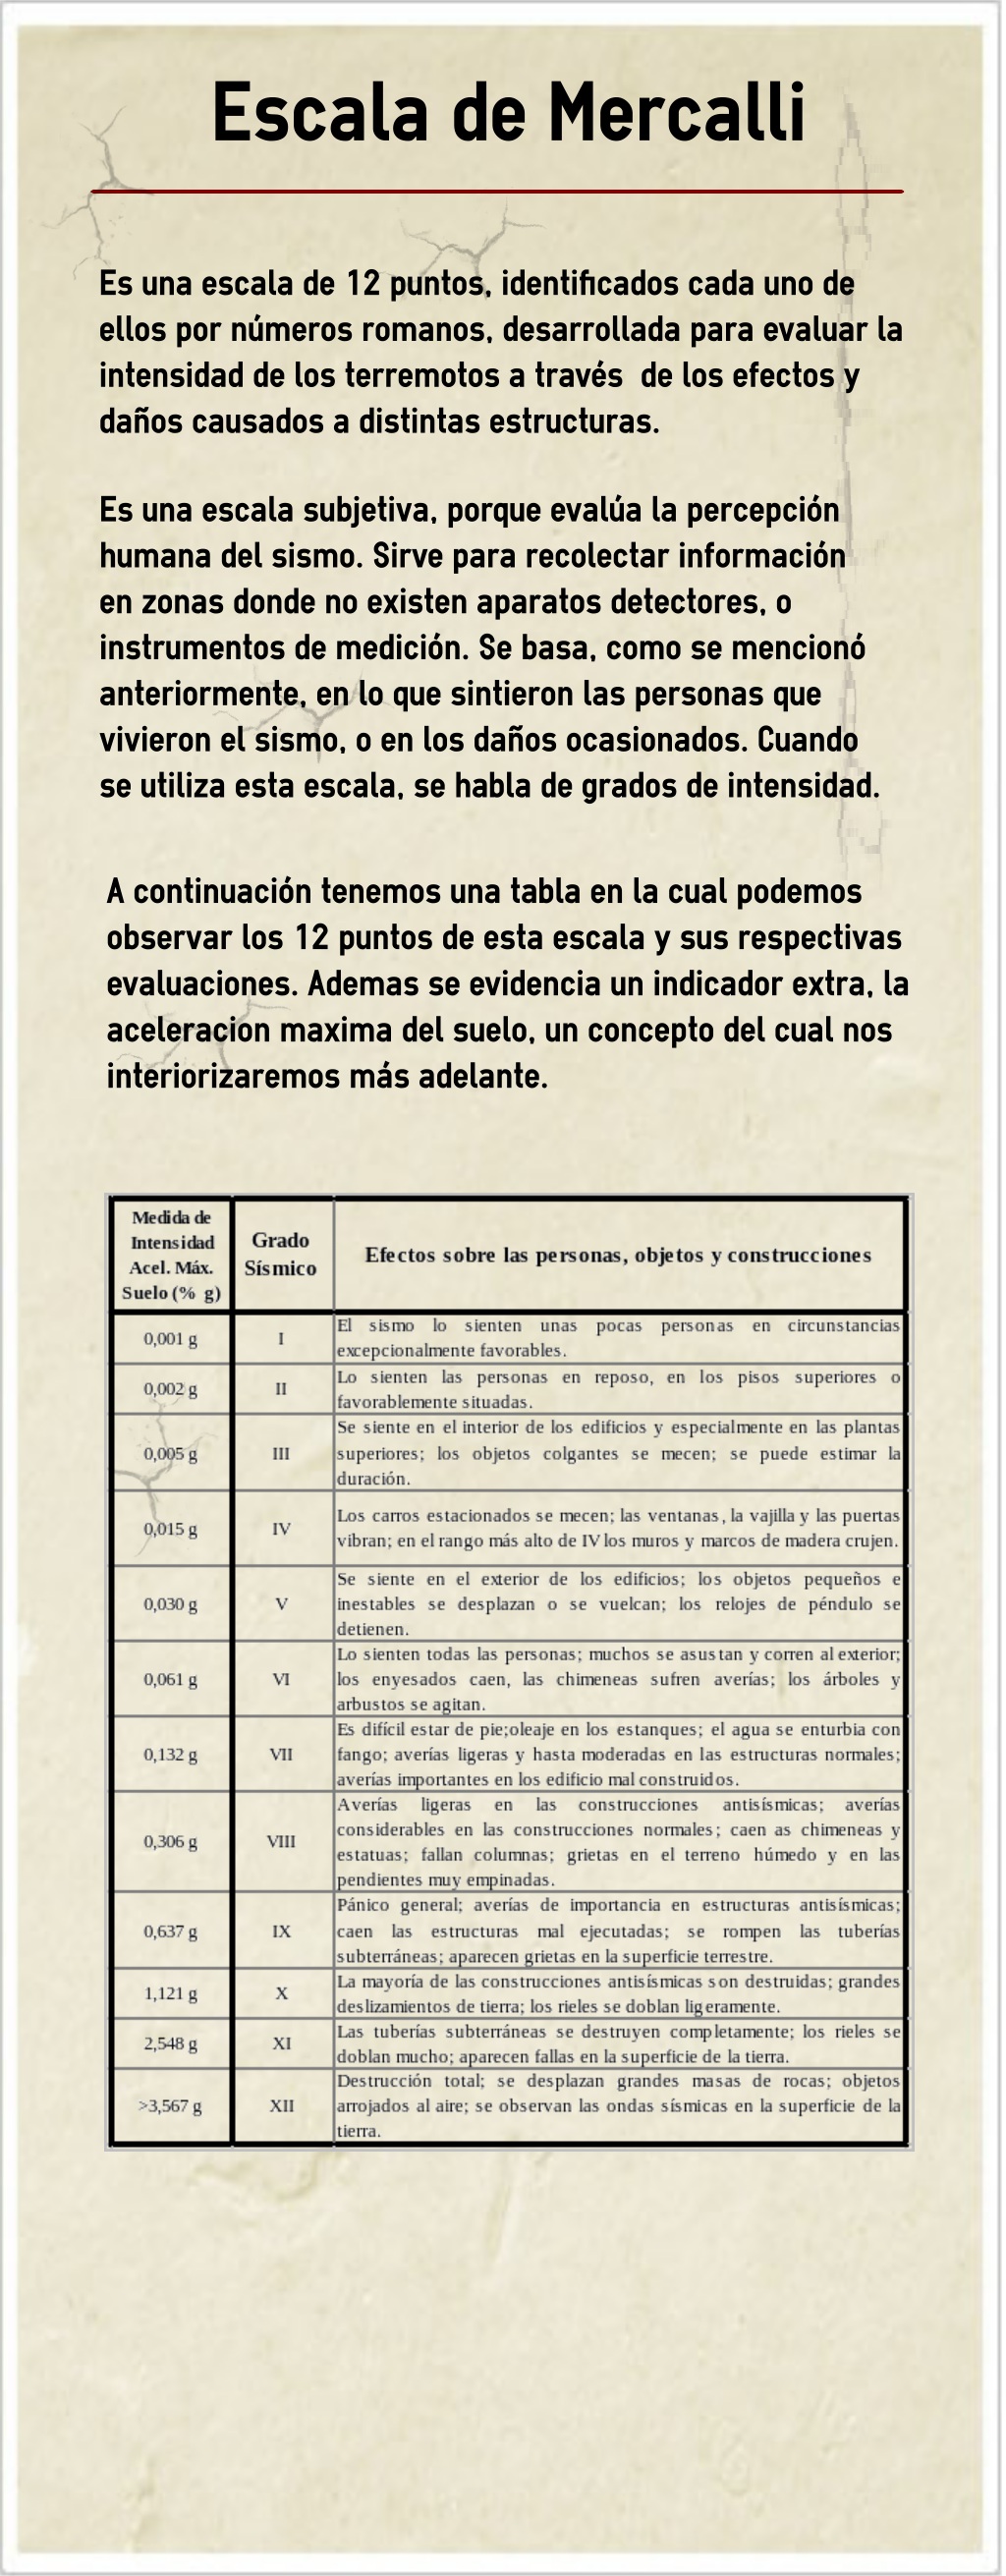 Escala de Mercalli
Es una escala de 12 puntos, identificados cada uno de
ellos por números romanos, desarrollada para evaluar la
intensidad de los terremotos a través  de los efectos y
daños causados a distintas estructuras.
Es una escala subjetiva, porque evalúa la percepción
humana del sismo. Sirve para recolectar información
en zonas donde no existen aparatos detectores, o
instrumentos de medición. Se basa, como se mencionó
anteriormente, en lo que sintieron las personas que
vivieron el sismo, o en los daños ocasionados. Cuando
se utiliza esta escala, se habla de grados de intensidad.
A continuación tenemos una tabla en la cual podemos
observar los 12 puntos de esta escala y sus respectivas
evaluaciones. Ademas se evidencia un indicador extra, la
aceleracion maxima del suelo, un concepto del cual nos
interiorizaremos más adelante.
Medida de
Intensidad
Acel. Máx.
Suelo (% g)
Grado
Sísmico
Efectos sobre las personas, objetos y construcciones
0,001 g
I
El sismo lo sienten unas pocas personas en circunstancias
excepcionalmente favorables.
0,002 g
II
Lo sienten las personas en reposo, en los pisos superiores o
favorablemente situadas.
0,005 g
III
Se siente en el interior de los edificios y especialmente en las plantas
superiores; los objetos colgantes se mecen; se puede estimar la
duración.
0,015 g
IV
Los carros estacionados se mecen; las ventanas, la vajilla y las puertas
vibran; en el rango más alto de IV los muros y marcos de madera crujen.
0,030 g
V
Se siente en el exterior de los edificios; los objetos pequeños e
inestables se desplazan o se vuelcan; los relojes de péndulo se
detienen.
0,061 g
VI
Lo sienten todas las personas; muchos se asustan y corren al exterior;
los enyesados caen, las chimeneas sufren averías; los árboles y
arbustos se agitan.
0,132 g
VII
Es difícil estar de pie;oleaje en los estanques; el agua se enturbia con
fango; averías ligeras y hasta moderadas en las estructuras normales;
averías importantes en los edificio mal construidos.
0,306 g
VIII
Averías ligeras en las construcciones antisísmicas; averías
considerables en las construcciones normales; caen as chimeneas y
estatuas; fallan columnas; grietas en el terreno húmedo y en las
pendientes muy empinadas.
0,637 g
IX
Pánico general; averías de importancia en estructuras antisísmicas;
caen las estructuras mal ejecutadas; se rompen las tuberías
subterráneas; aparecen grietas en la superficie terrestre.
1,121 g
X
La mayoría de las construcciones antisísmicas son destruidas; grandes
deslizamientos de tierra; los rieles se doblan ligeramente.
2,548 g
XI
Las tuberías subterráneas se destruyen completamente; los rieles se
doblan mucho; aparecen fallas en la superficie de la tierra.
>3,567 g
XII
Destrucción total; se desplazan grandes masas de rocas; objetos
arrojados al aire; se observan las ondas sísmicas en la superficie de la
tierra.